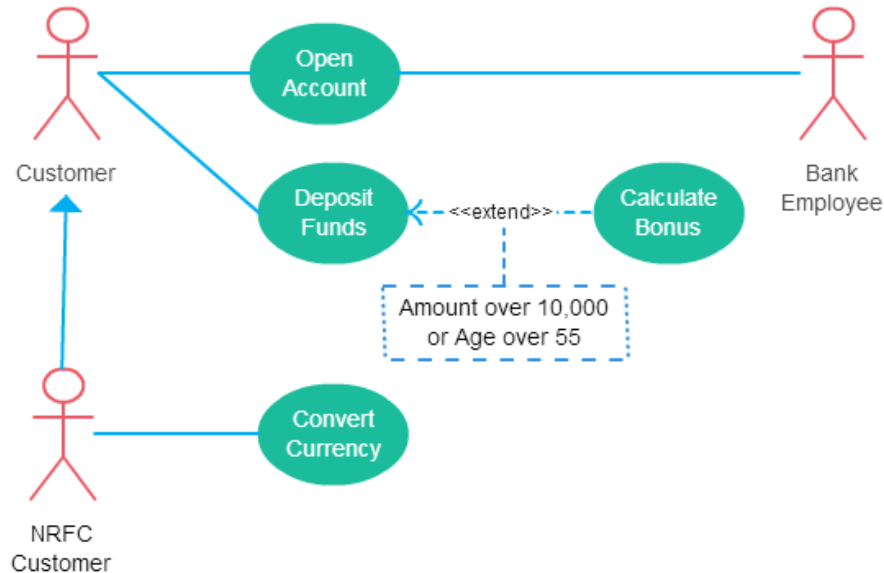 Open
Account
Customer
Bank
Employee
Deposit
Funds
<<extend>>
Calculate
Bonus
Amount over 10,000
or Age over 55
Convert
Currency
NRFC
Customer